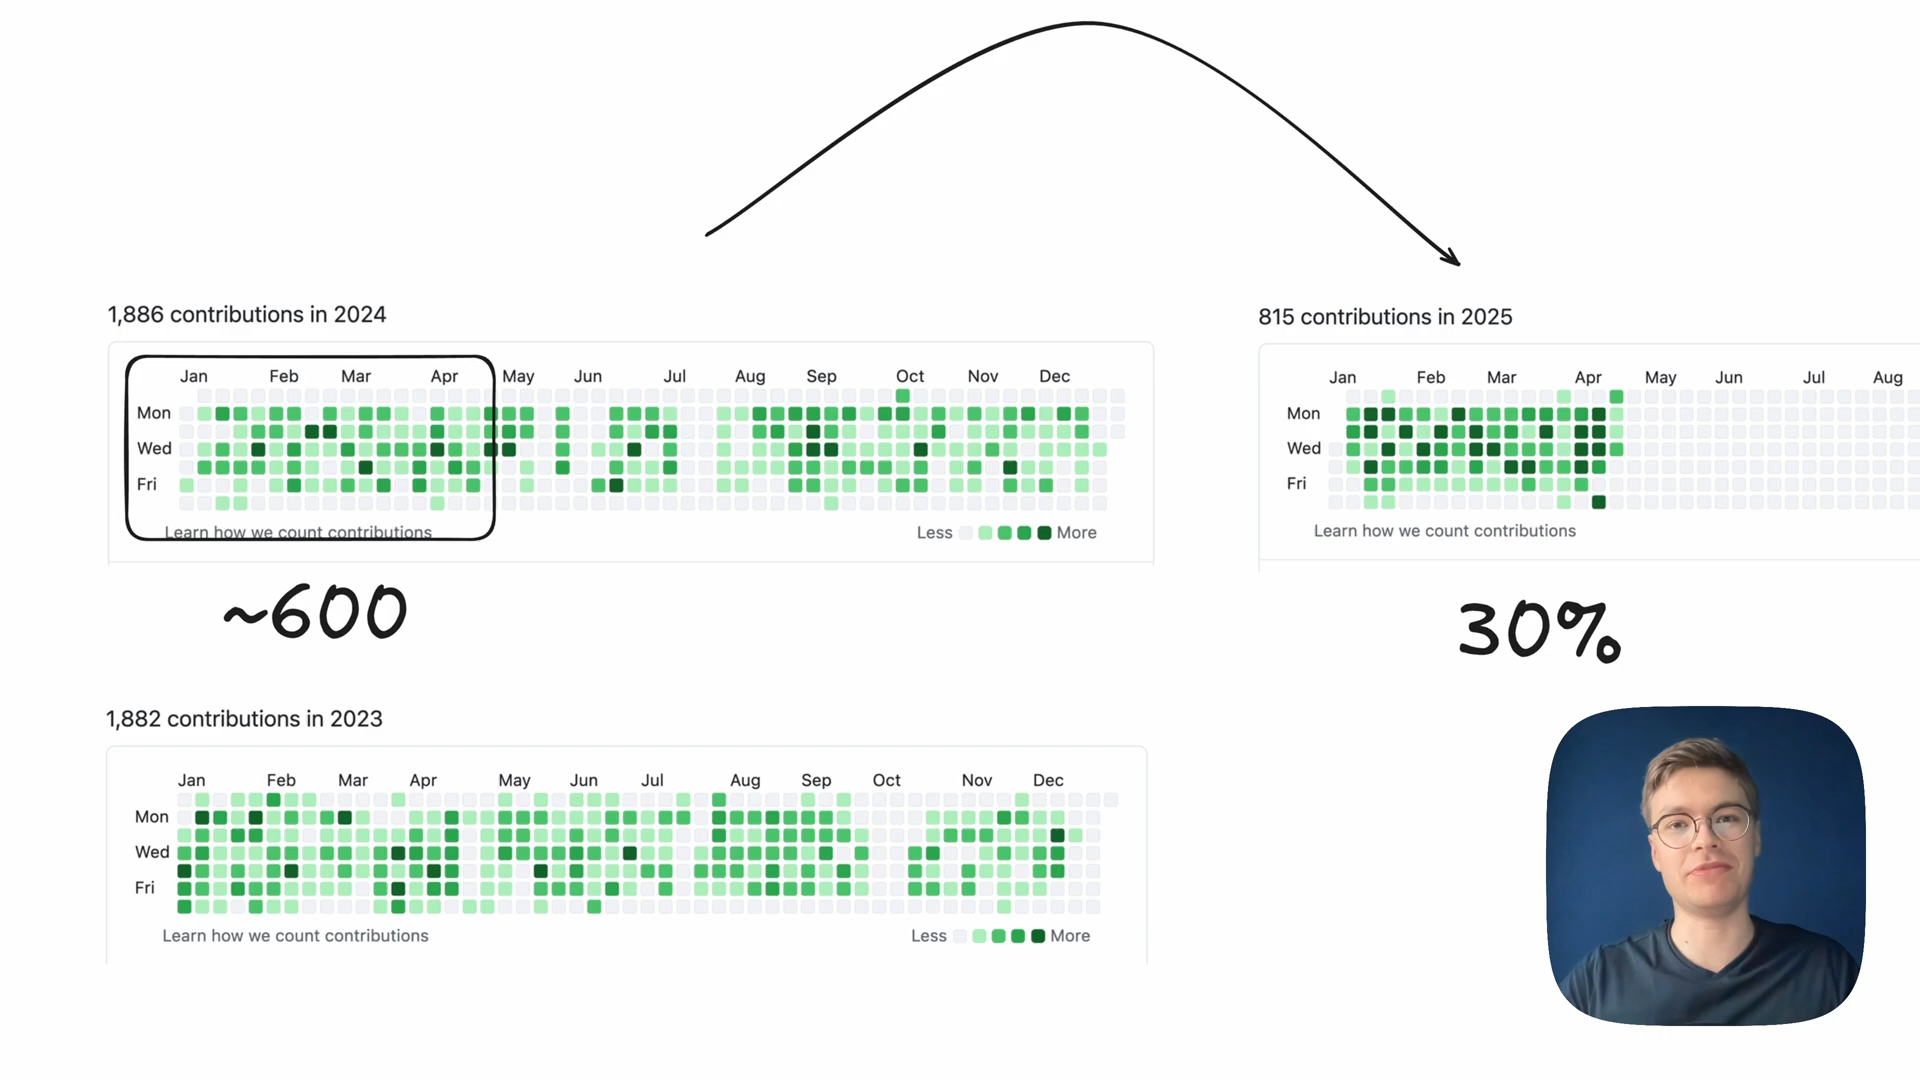 1,886 contributions in 2024
Jan Feb Mar Apr May Jun Jul Aug Sep Oct Nov Dec
Mon
Wed
Fri
Learn how we count contributions
Less More
~600
815 contributions in 2025
Jan Feb Mar Apr May Jun Jul Aug
Mon
Wed
Fri
Learn how we count contributions
30%
1,882 contributions in 2023
Jan Feb Mar Apr May Jun Jul Aug Sep Oct Nov Dec
Mon
Wed
Fri
Learn how we count contributions
Less More